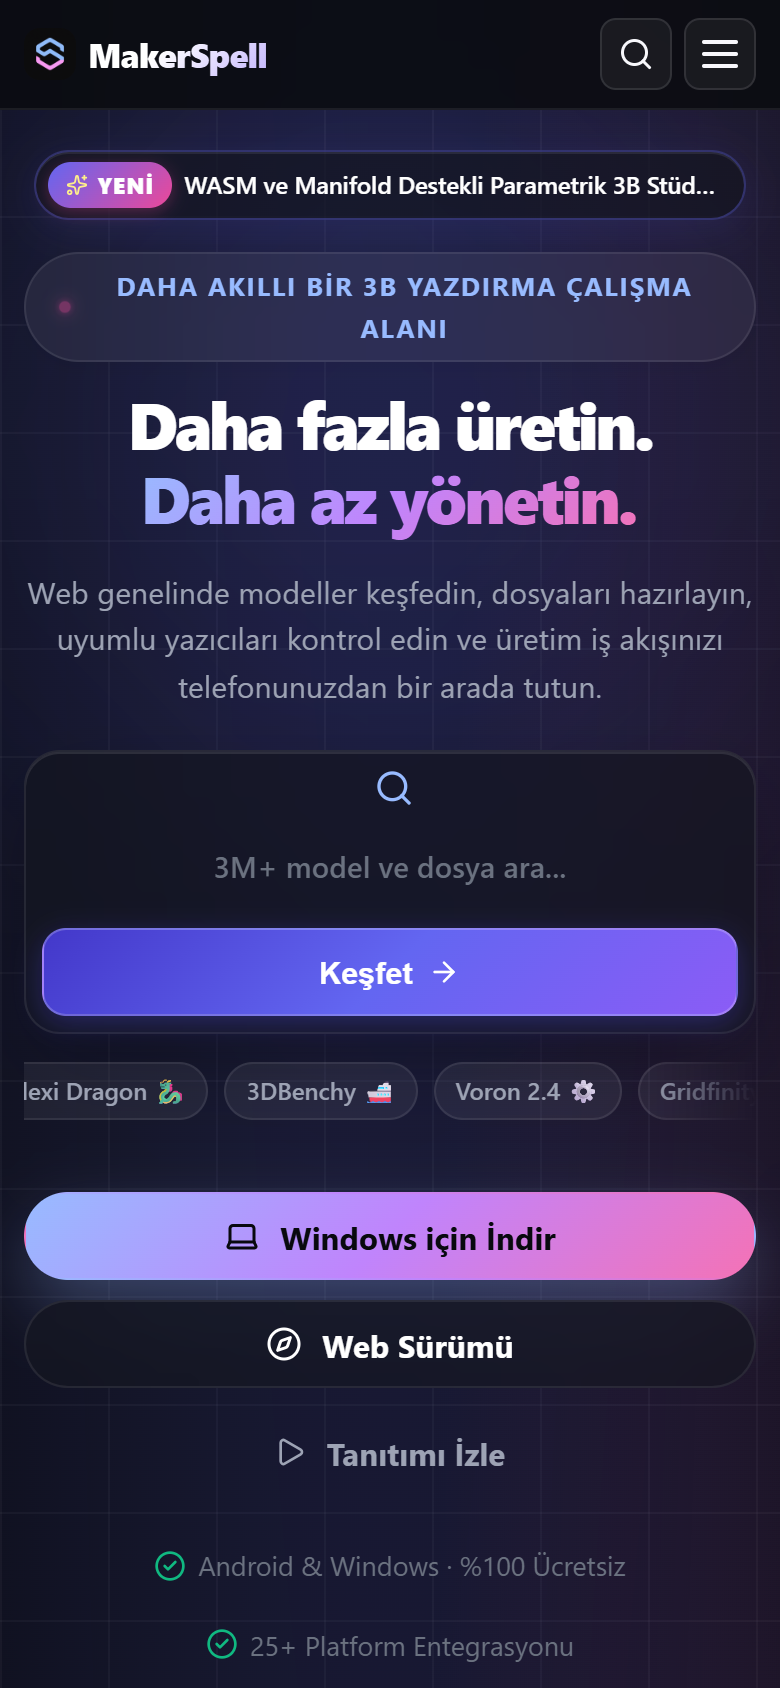 MakerSpell
YENİ WASM ve Manifold Destekli Parametrik 3B Stüd...
DAHA AKILLI BİR 3B YAZDIRMA ÇALIŞMA
ALANI
Daha fazla üretin.
Daha az yönetin.
Web genelinde modeller keşfedin, dosyaları hazırlayın,
uyumlu yazıcıları kontrol edin ve üretim iş akışınızı
telefonunuzdan bir arada tutun.
3M+ model ve dosya ara...
Keşfet →
lexi Dragon 🐉 3DBenchy 🚢 Voron 2.4 ⚙️ Gridfinit
Windows için İndir
Web Sürümü
Tanıtımı İzle
Android & Windows · %100 Ücretsiz
25+ Platform Entegrasyonu